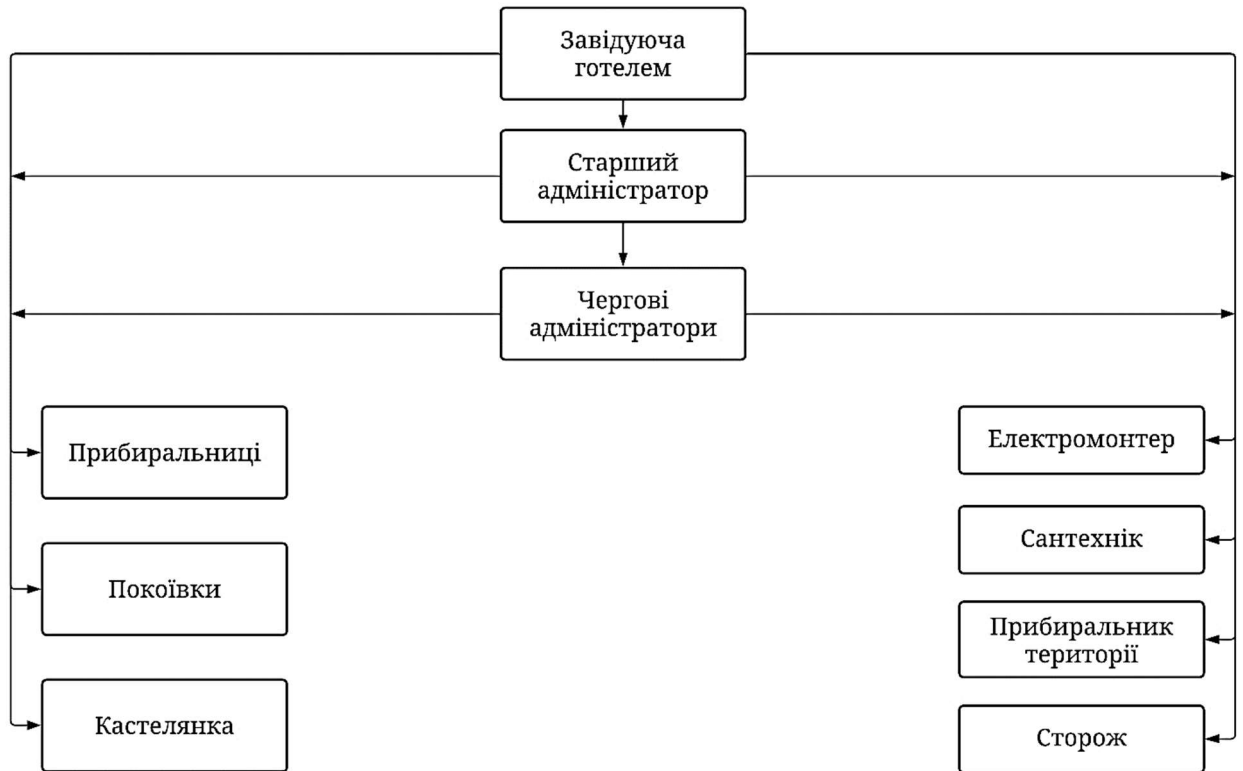 Завідуюча
готелем
Старший
адміністратор
Чергові
адміністратори
Прибиральниці
Покоївки
Кастелянка
Електромонтер
Сантехнік
Прибиральник
території
Сторож